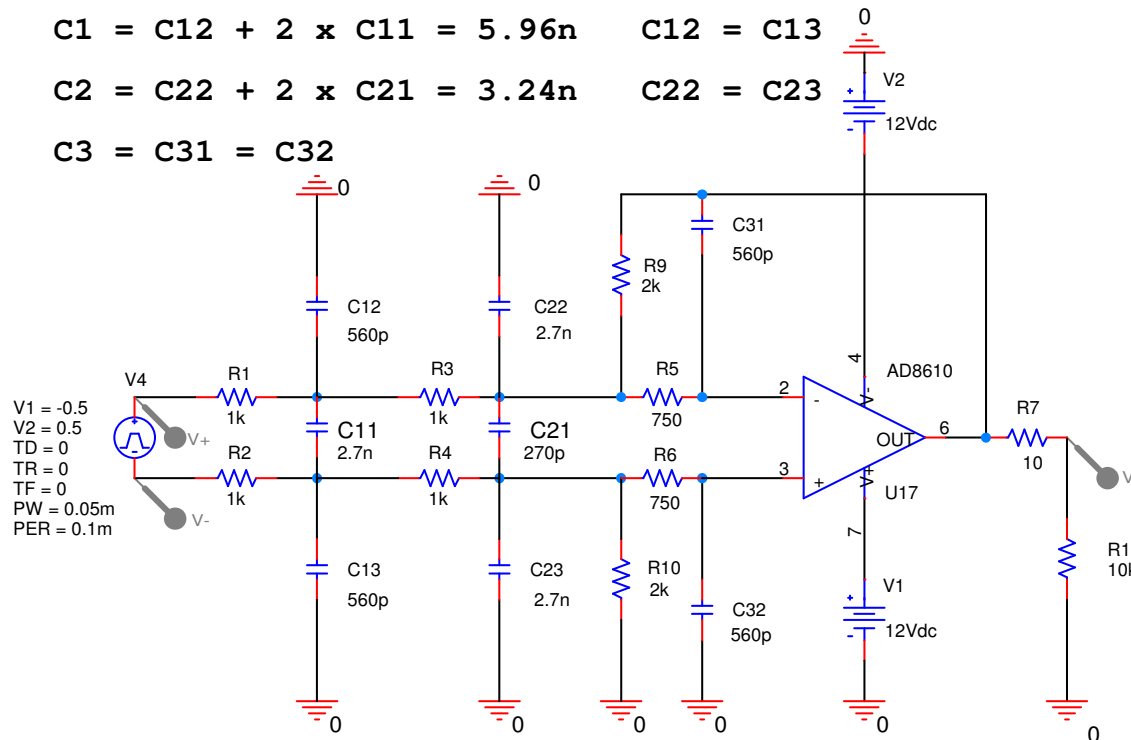 C1 = C12 + 2 x C11 = 5.96n C12 = C13
C2 = C22 + 2 x C21 = 3.24n C22 = C23
C3 = C31 = C32
0
V2
+
-
12Vdc
0
0
C31
560p
R9
2k
C12
560p
C22
2.7n
V4
V1 = -0.5
V2 = 0.5
TD = 0
TR = 0
TF = 0
PW = 0.05m
PER = 0.1m
+
-
V+
V-
R1
1k
R3
1k
R5
750
C11
2.7n
C21
270p
R2
1k
R4
1k
R6
750
2
-
3
+
4
V-
AD8610
OUT
6
V+
U17
7
R7
10
V
C13
560p
C23
2.7n
R10
2k
C32
560p
V1
+
-
12Vdc
R1
10k
0
0
0
0
0
0